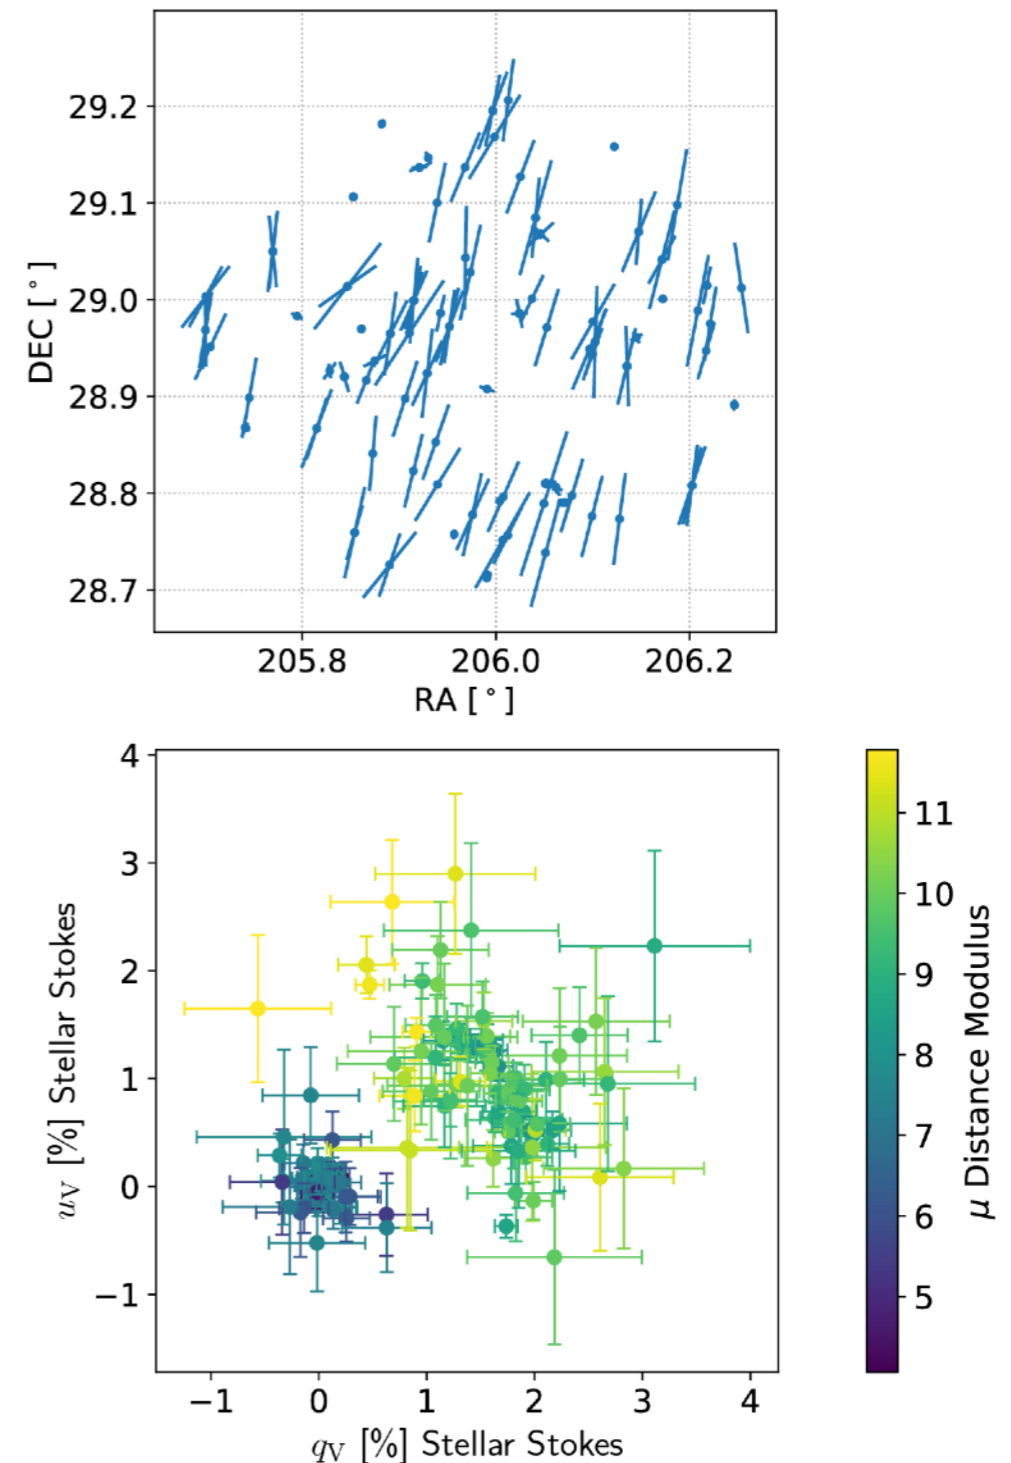 29.2
29.1
29.0
28.9
28.8
28.7
DEC [°]
205.8 206.0 206.2
RA [°]
4
3
2
1
0
−1
uV [%] Stellar Stokes
−1 0 1 2 3 4
qV [%] Stellar Stokes
11
10
9
8
7
6
5
μ Distance Modulus